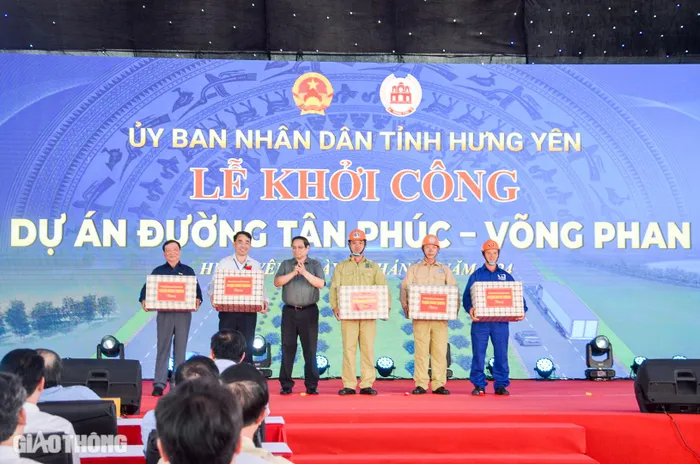 ỦY BAN NHÂN DÂN TỈNH HƯNG YÊN
LỄ KHỞI CÔNG
DỰ ÁN ĐƯỜNG TÂN PHÚC – VÕNG PHAN
GIAO THÔNG